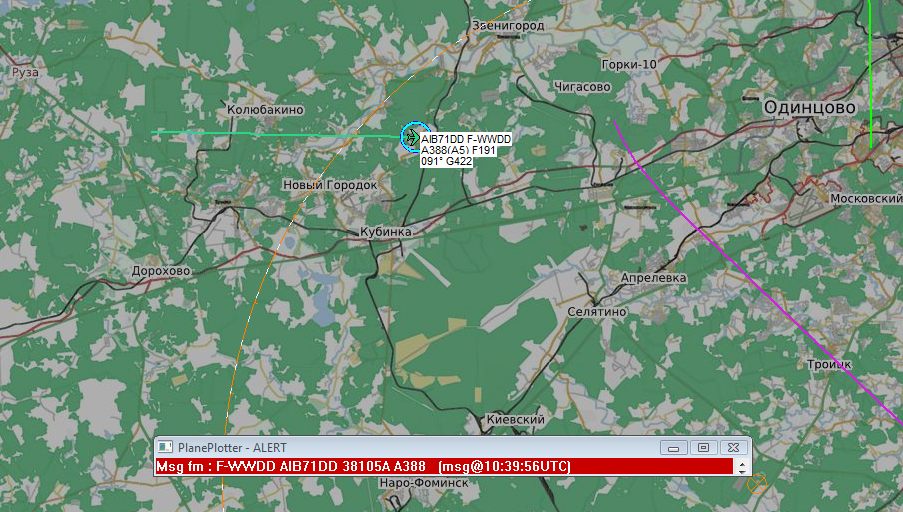 Звенигород
Руза
Горки-10
Чигасово
Одинцово
Колюбакино
AIB71DD F-WWDD
A388(A5) F191
091° G422
Новый Городок
Московский
Кубинка
Дорохово
Апрелевка
Селятино
Троицк
Киевский
PlanePlotter - ALERT
Msg fm : F-WWDD AIB71DD 38105A A388 (msg@10:39:56UTC)
Наро-Фоминск